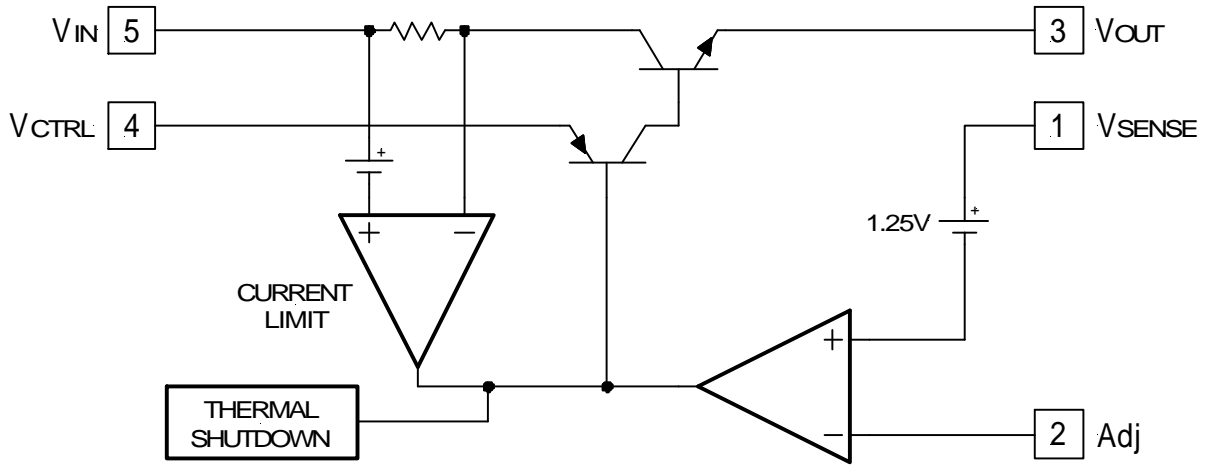 VIN 5
3 VOUT
VCTRL 4
1 VSENSE
+
+
+ −
1.25V
CURRENT
LIMIT
+
THERMAL
SHUTDOWN
−
2 Adj